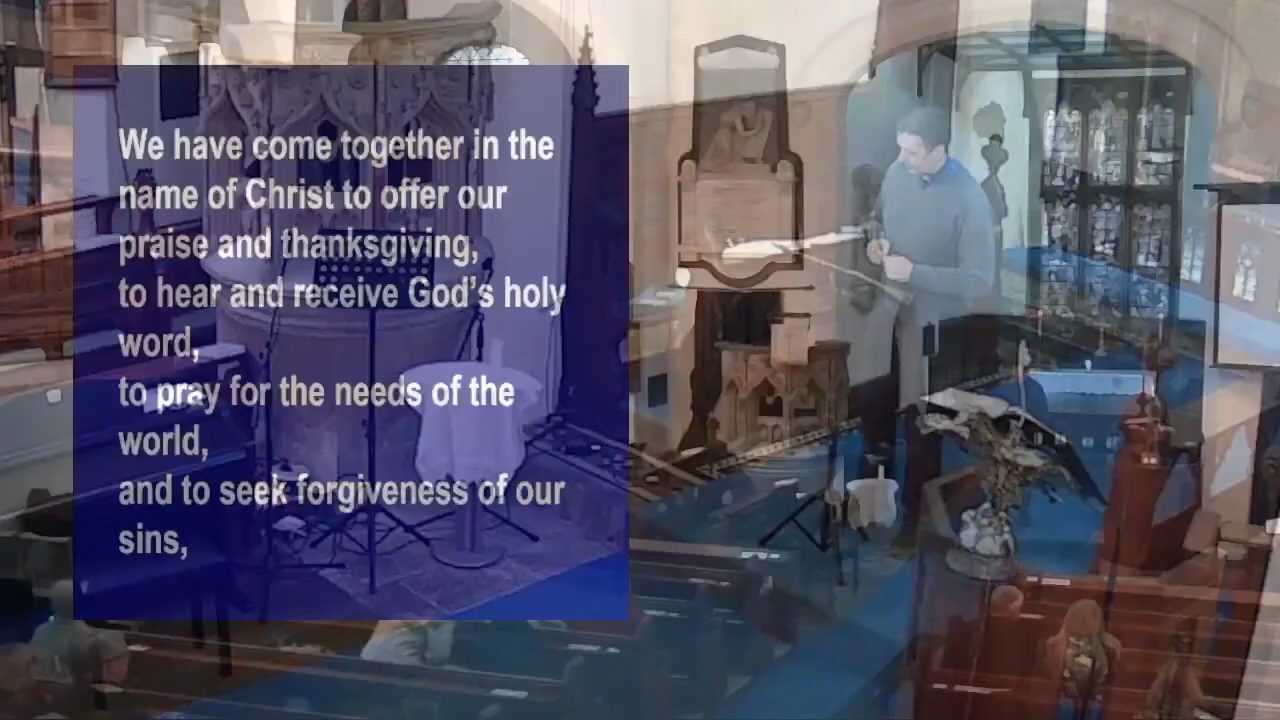 We have come together in the
name of Christ to offer our
praise and thanksgiving,
to hear and receive God's holy
word,
to pray for the needs of the
world,
and to seek forgiveness of our
sins,